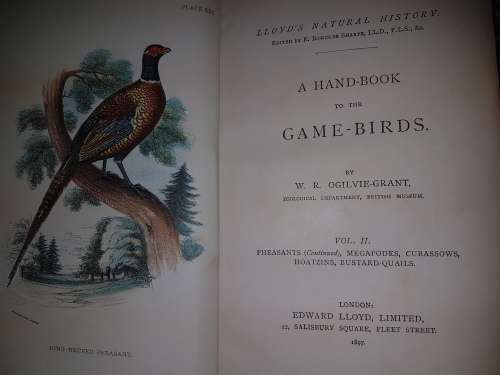 PLATE XXI.
RING-NECKED PHEASANT.
LLOYD'S NATURAL HISTORY.
EDITED BY R. BOWDLER SHARPE, LL.D., F.L.S., &c.
A HAND-BOOK
TO THE
GAME-BIRDS.
BY
W. R. OGILVIE-GRANT,
ZOOLOGICAL DEPARTMENT, BRITISH MUSEUM.
VOL. II.
PHEASANTS (Continued), MEGAPODES, CURASSOWS,
HOATZINS, BUSTARD-QUAILS.
LONDON:
EDWARD LLOYD, LIMITED,
12, SALISBURY SQUARE, FLEET STREET.
1897.